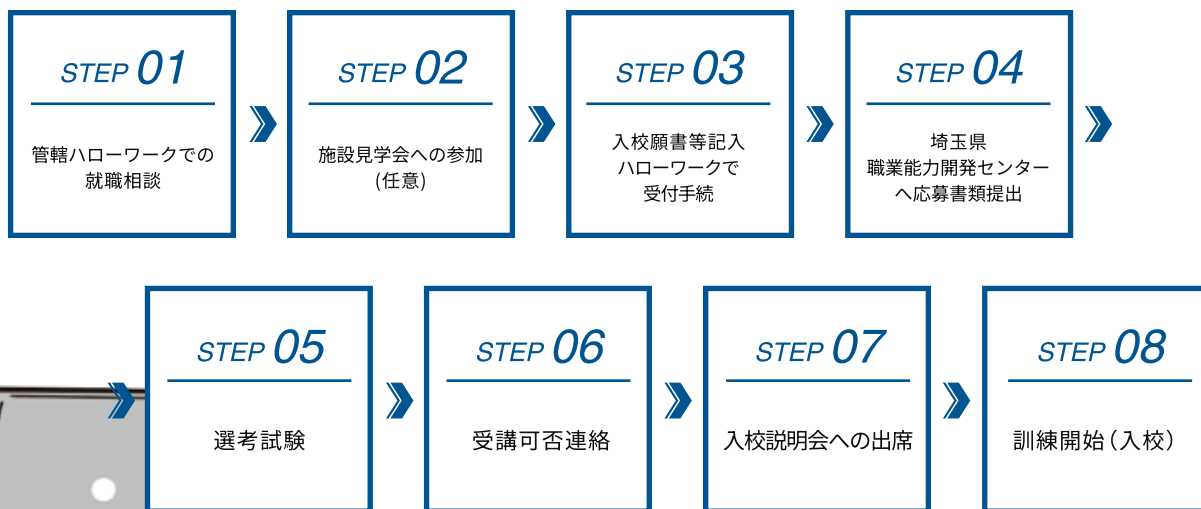 STEP 01
管轄ハローワークでの
就職相談
STEP 02
施設見学会への参加
(任意)
STEP 03
入校願書等記入
ハローワークで
受付手続
STEP 04
埼玉県
職業能力開発センター
へ応募書類提出
STEP 05
選考試験
STEP 06
受講可否連絡
STEP 07
入校説明会への出席
STEP 08
訓練開始（入校）